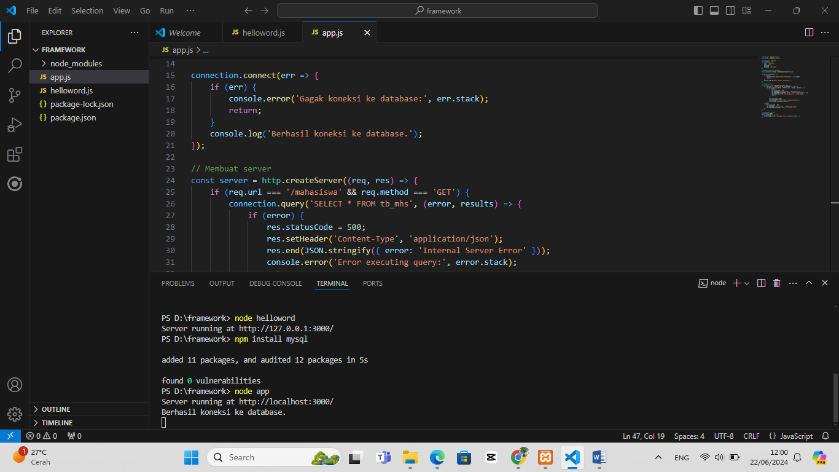 File Edit Selection View Go Run ···
framework
EXPLORER ···
FRAMEWORK
node_modules
JS app.js
JS helloword.js
{} package-lock.json
{} package.json
OUTLINE
TIMELINE
Welcome
JS helloword.js
JS app.js
JS app.js > ...
14
15 connection.connect(err => {
16 if (err) {
17 console.error('Gagak koneksi ke database:', err.stack);
18 return;
19 }
20 console.log('Berhasil koneksi ke database.');
21 });
22
23 // Membuat server
24 const server = http.createServer((req, res) => {
25 if (req.url === '/mahasiswa' && req.method === 'GET') {
26 connection.query('SELECT * FROM tb_mhs', (error, results) => {
27 if (error) {
28 res.statusCode = 500;
29 res.setHeader('Content-Type', 'application/json');
30 res.end(JSON.stringify({ error: 'Internal Server Error' }));
31 console.error('Error executing query:', error.stack);
PROBLEMS OUTPUT DEBUG CONSOLE TERMINAL PORTS
node
PS D:\framework> node helloword
Server running at http://127.0.0.1:3000/
PS D:\framework> npm install mysql
added 11 packages, and audited 12 packages in 5s
found 0 vulnerabilities
PS D:\framework> node app
Server running at http://localhost:3000/
Berhasil koneksi ke database.
0 0 0
Ln 47, Col 19 Spaces: 4 UTF-8 CRLF {} JavaScript
1
27°C
Cerah
Search
ENG
12:00
22/06/2024